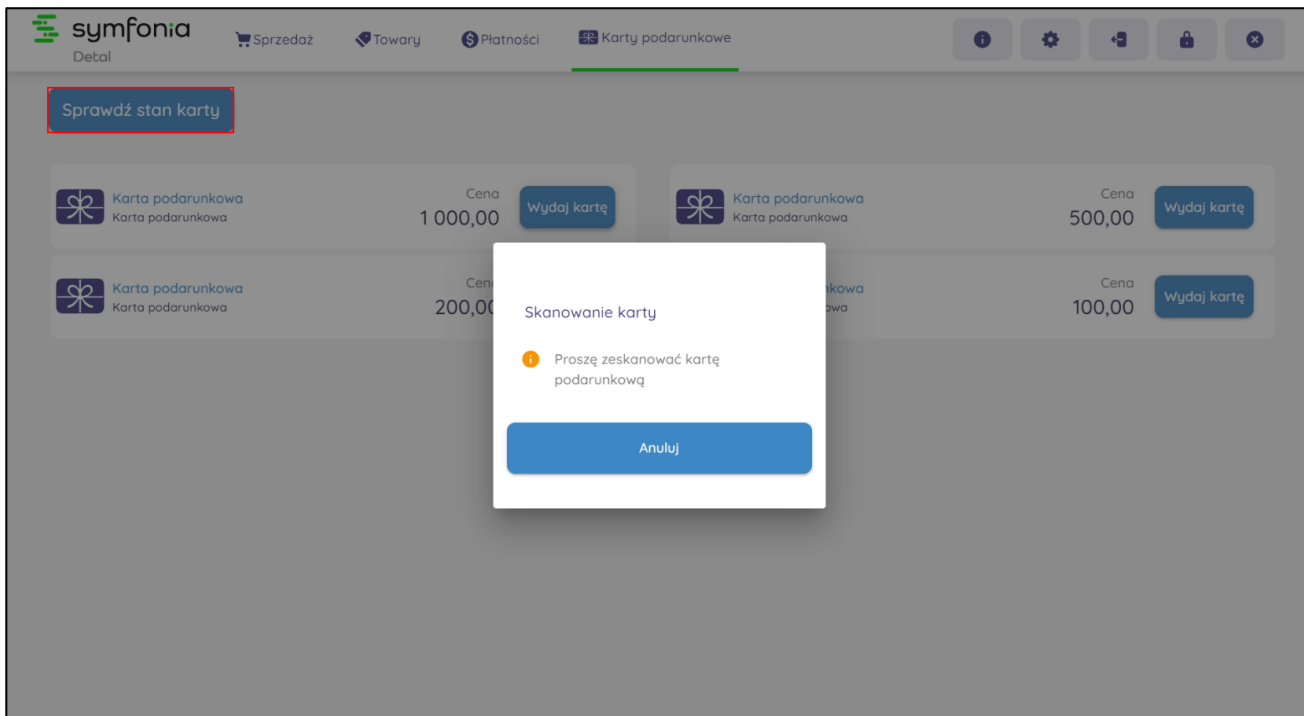 symfonia
Detal
Sprzedaż
Towary
Płatności
Karty podarunkowe
Sprawdź stan karty
Karta podarunkowa
Karta podarunkowa
Cena
1 000,00
Wydaj kartę
Karta podarunkowa
Karta podarunkowa
Cena
500,00
Wydaj kartę
Karta podarunkowa
Karta podarunkowa
Cen
200,00
Cena
100,00
Wydaj kartę
Skanowanie karty
Proszę zeskanować kartę
podarunkową
Anuluj